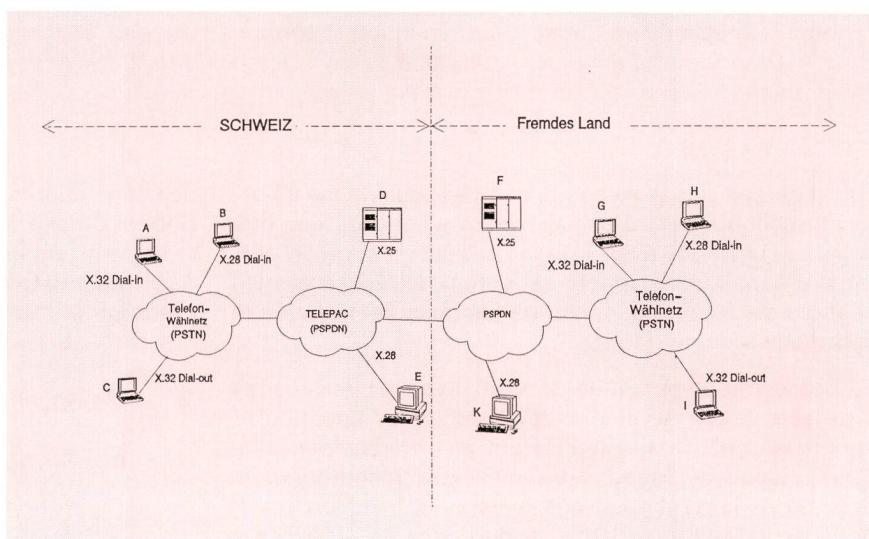 SCHWEIZ
Fremdes Land
A
B
D
F
G
H
X.32 Dial-in
X.28 Dial-in
X.25
X.25
X.32 Dial-in
X.28 Dial-in
Telefon-
Wählnetz
(PSTN)
TELEPAC
(PSPDN)
PSPDN
Telefon-
Wählnetz
(PSTN)
C
X.32 Dial-out
X.28
E
X.28
K
X.32 Dial-out
I